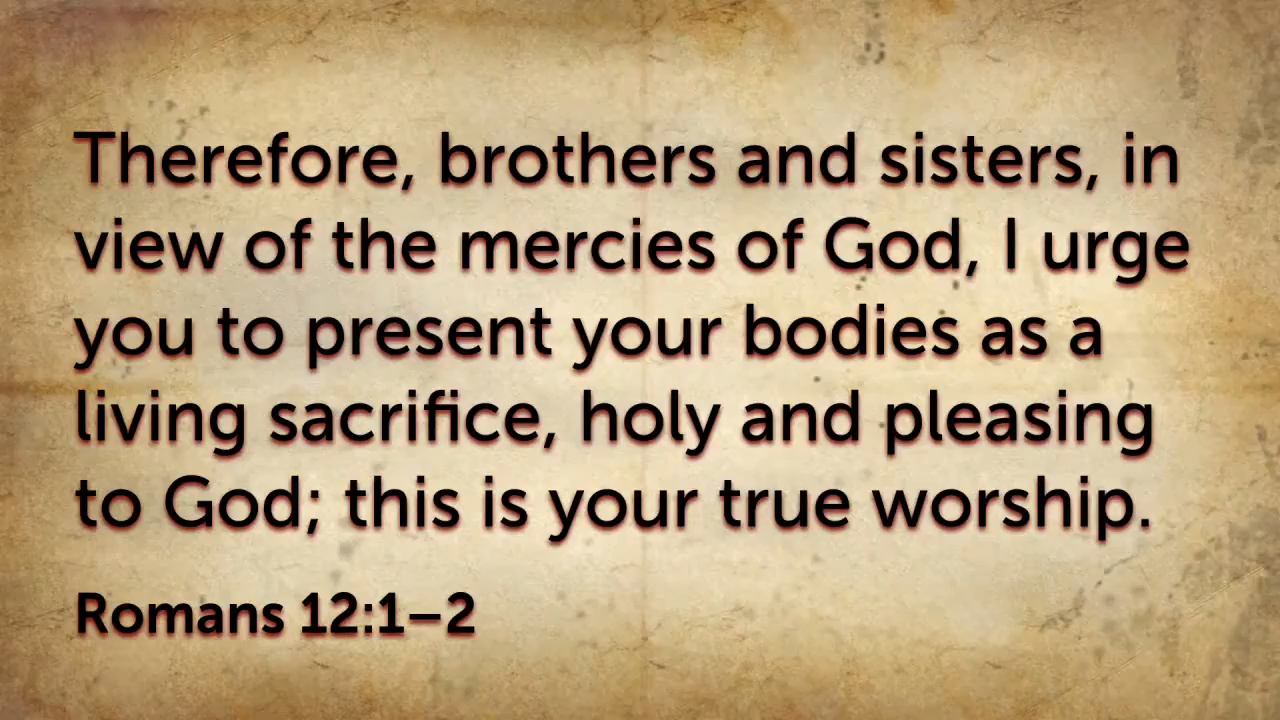 Therefore, brothers and sisters, in
view of the mercies of God, I urge
you to present your bodies as a
living sacrifice, holy and pleasing
to God; this is your true worship.
Romans 12:1–2